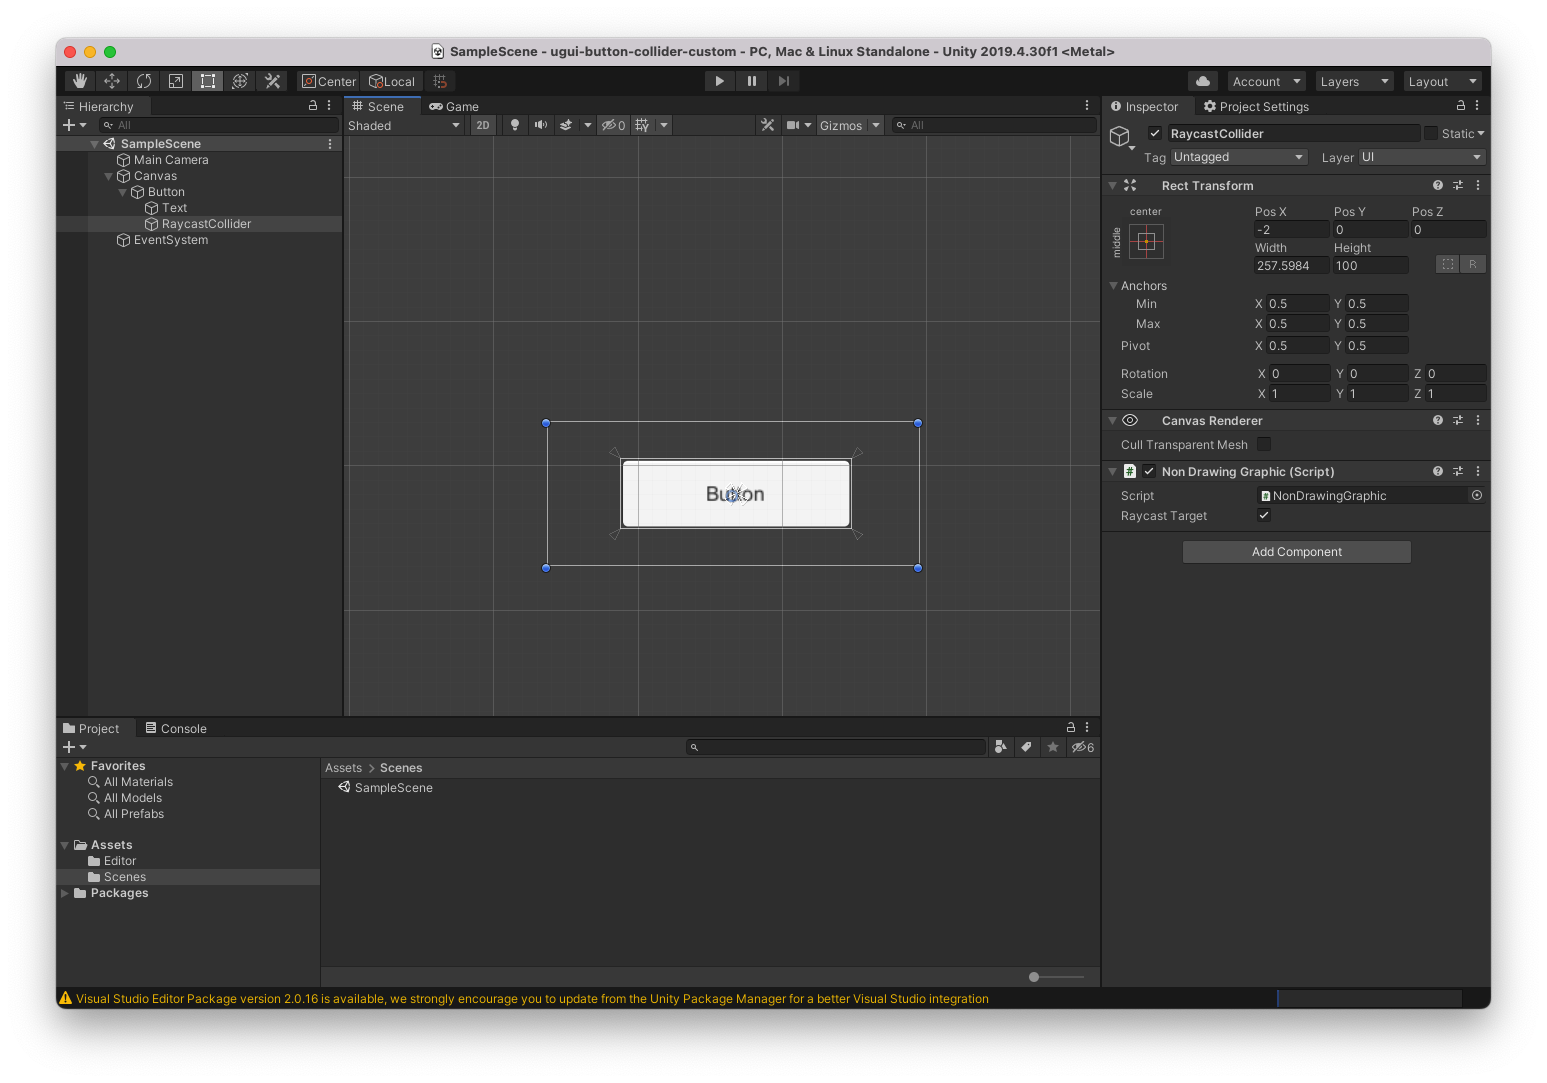 SampleScene - ugui-button-collider-custom - PC, Mac & Linux Standalone - Unity 2019.4.30f1 <Metal>
Center Local Account Layers Layout
Hierarchy
All
SampleScene
Main Camera
Canvas
Button
Text
RaycastCollider
EventSystem
Scene Game
Shaded 2D 0 Gizmos All
Button
Inspector Project Settings
RaycastCollider Static
Tag Untagged Layer UI
Rect Transform
center
middle
Pos X Pos Y Pos Z
-2 0 0
Width Height
257.5984 100 R
Anchors
Min X 0.5 Y 0.5
Max X 0.5 Y 0.5
Pivot X 0.5 Y 0.5
Rotation X 0 Y 0 Z 0
Scale X 1 Y 1 Z 1
Canvas Renderer
Cull Transparent Mesh
# Non Drawing Graphic (Script)
Script # NonDrawingGraphic
Raycast Target
Add Component
Project Console
6
Favorites
All Materials
All Models
All Prefabs
Assets
Editor
Scenes
Packages
Assets > Scenes
SampleScene
Visual Studio Editor Package version 2.0.16 is available, we strongly encourage you to update from the Unity Package Manager for a better Visual Studio integration